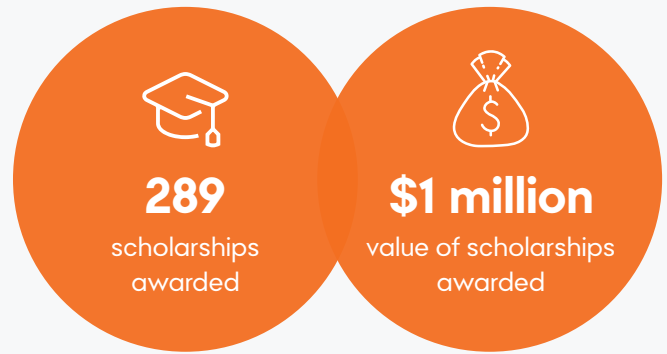 $
289
scholarships
awarded
$1 million
value of scholarships
awarded